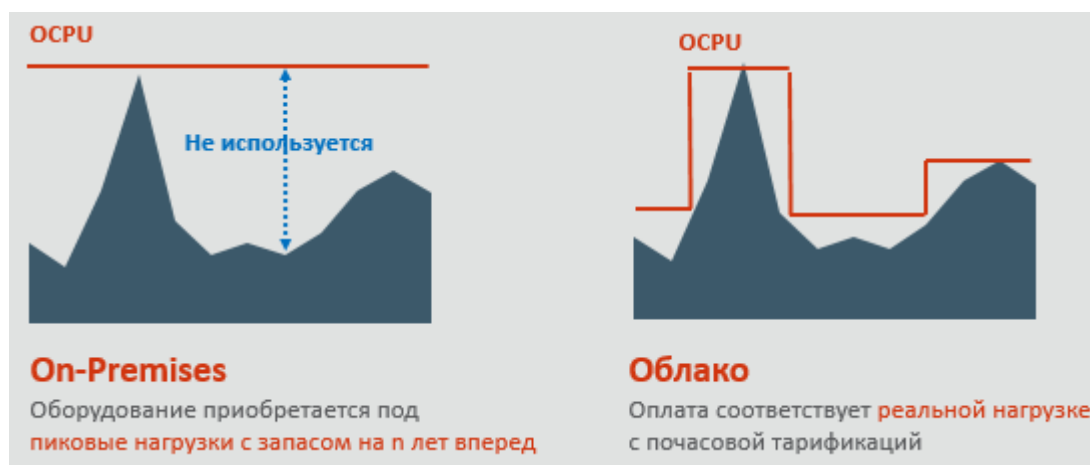 OCPU
Не используется
On-Premises
Оборудование приобретается под
пиковые нагрузки с запасом на n лет вперед
OCPU
Облако
Оплата соответствует реальной нагрузке
с почасовой тарификаций